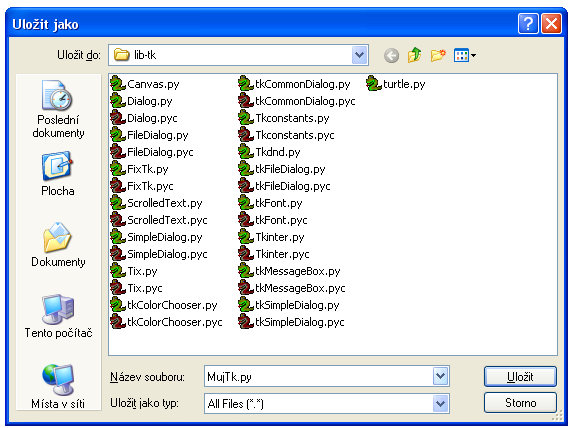 Uložit jako
Uložit do:
lib-tk
Poslední
dokumenty
Plocha
Dokumenty
Tento počítač
Místa v síti
Canvas.py
Dialog.py
Dialog.pyc
FileDialog.py
FileDialog.pyc
FixTk.py
FixTk.pyc
ScrolledText.py
ScrolledText.pyc
SimpleDialog.py
SimpleDialog.pyc
Tix.py
Tix.pyc
tkColorChooser.py
tkColorChooser.pyc
tkCommonDialog.py
tkCommonDialog.pyc
Tkconstants.py
Tkconstants.pyc
Tkdnd.py
tkFileDialog.py
tkFileDialog.pyc
tkFont.py
tkFont.pyc
Tkinter.py
Tkinter.pyc
tkMessageBox.py
tkMessageBox.pyc
tkSimpleDialog.py
tkSimpleDialog.pyc
turtle.py
Název souboru:
MujTk.py
Uložit
Uložit jako typ:
All Files (*.*)
Storno